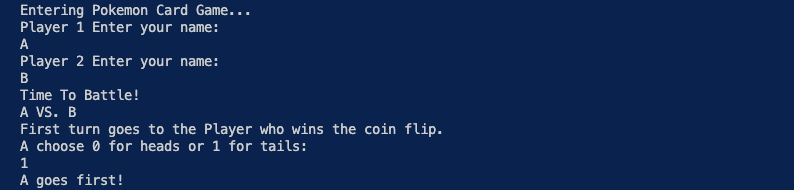 Entering Pokemon Card Game...
Player 1 Enter your name:
A
Player 2 Enter your name:
B
Time To Battle!
A VS. B
First turn goes to the Player who wins the coin flip.
A choose 0 for heads or 1 for tails:
1
A goes first!